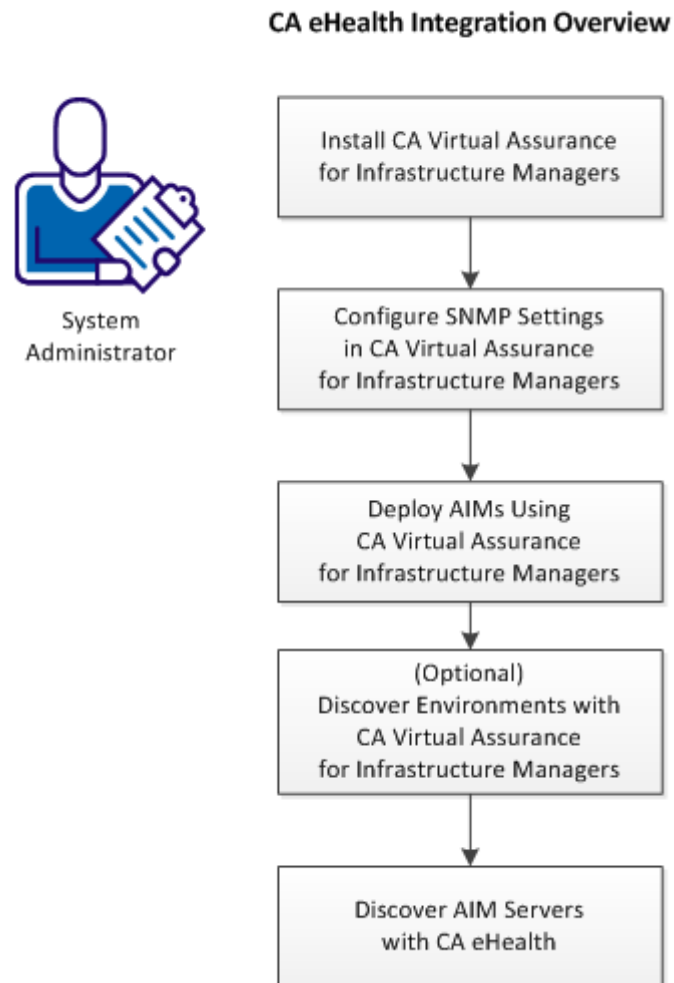 CA eHealth Integration Overview
System
Administrator
Install CA Virtual Assurance
for Infrastructure Managers
Configure SNMP Settings
in CA Virtual Assurance
for Infrastructure Managers
Deploy AIMs Using
CA Virtual Assurance
for Infrastructure Managers
(Optional)
Discover Environments with
CA Virtual Assurance
for Infrastructure Managers
Discover AIM Servers
with CA eHealth